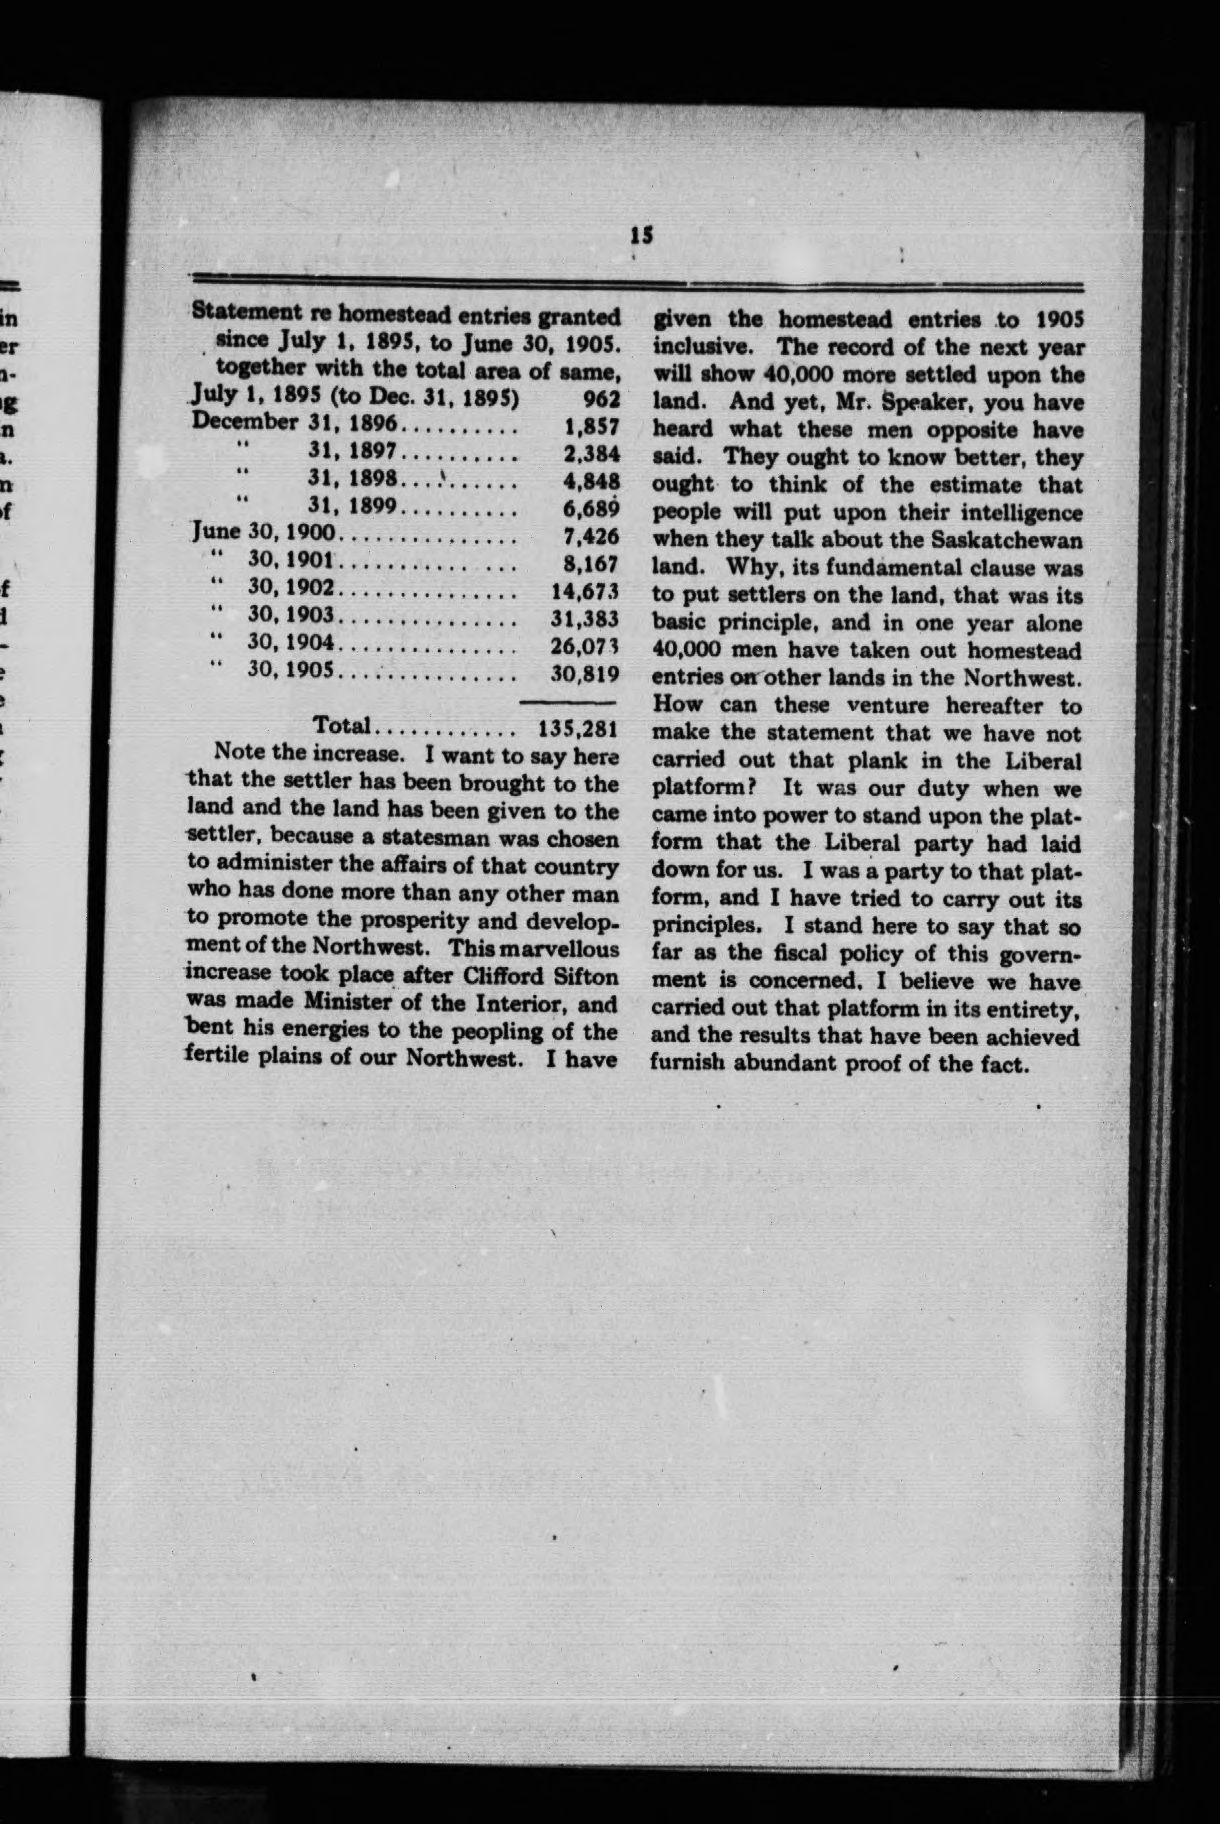 15
Statement re homestead entries granted
since July 1, 1895, to June 30, 1905.
together with the total area of same,
July 1, 1895 (to Dec. 31, 1895) 962
December 31, 1896.......... 1,857
" 31, 1897.......... 2,384
" 31, 1898.......... 4,848
" 31, 1899.......... 6,689
June 30, 1900............... 7,426
" 30, 1901............... 8,167
" 30, 1902............... 14,673
" 30, 1903............... 31,383
" 30, 1904............... 26,073
" 30, 1905............... 30,819
Total............ 135,281
Note the increase. I want to say here
that the settler has been brought to the
land and the land has been given to the
settler, because a statesman was chosen
to administer the affairs of that country
who has done more than any other man
to promote the prosperity and develop-
ment of the Northwest. This marvellous
increase took place after Clifford Sifton
was made Minister of the Interior, and
bent his energies to the peopling of the
fertile plains of our Northwest. I have
given the homestead entries to 1905
inclusive. The record of the next year
will show 40,000 more settled upon the
land. And yet, Mr. Speaker, you have
heard what these men opposite have
said. They ought to know better, they
ought to think of the estimate that
people will put upon their intelligence
when they talk about the Saskatchewan
land. Why, its fundamental clause was
to put settlers on the land, that was its
basic principle, and in one year alone
40,000 men have taken out homestead
entries on other lands in the Northwest.
How can these venture hereafter to
make the statement that we have not
carried out that plank in the Liberal
platform? It was our duty when we
came into power to stand upon the plat-
form that the Liberal party had laid
down for us. I was a party to that plat-
form, and I have tried to carry out its
principles. I stand here to say that so
far as the fiscal policy of this govern-
ment is concerned, I believe we have
carried out that platform in its entirety,
and the results that have been achieved
furnish abundant proof of the fact.